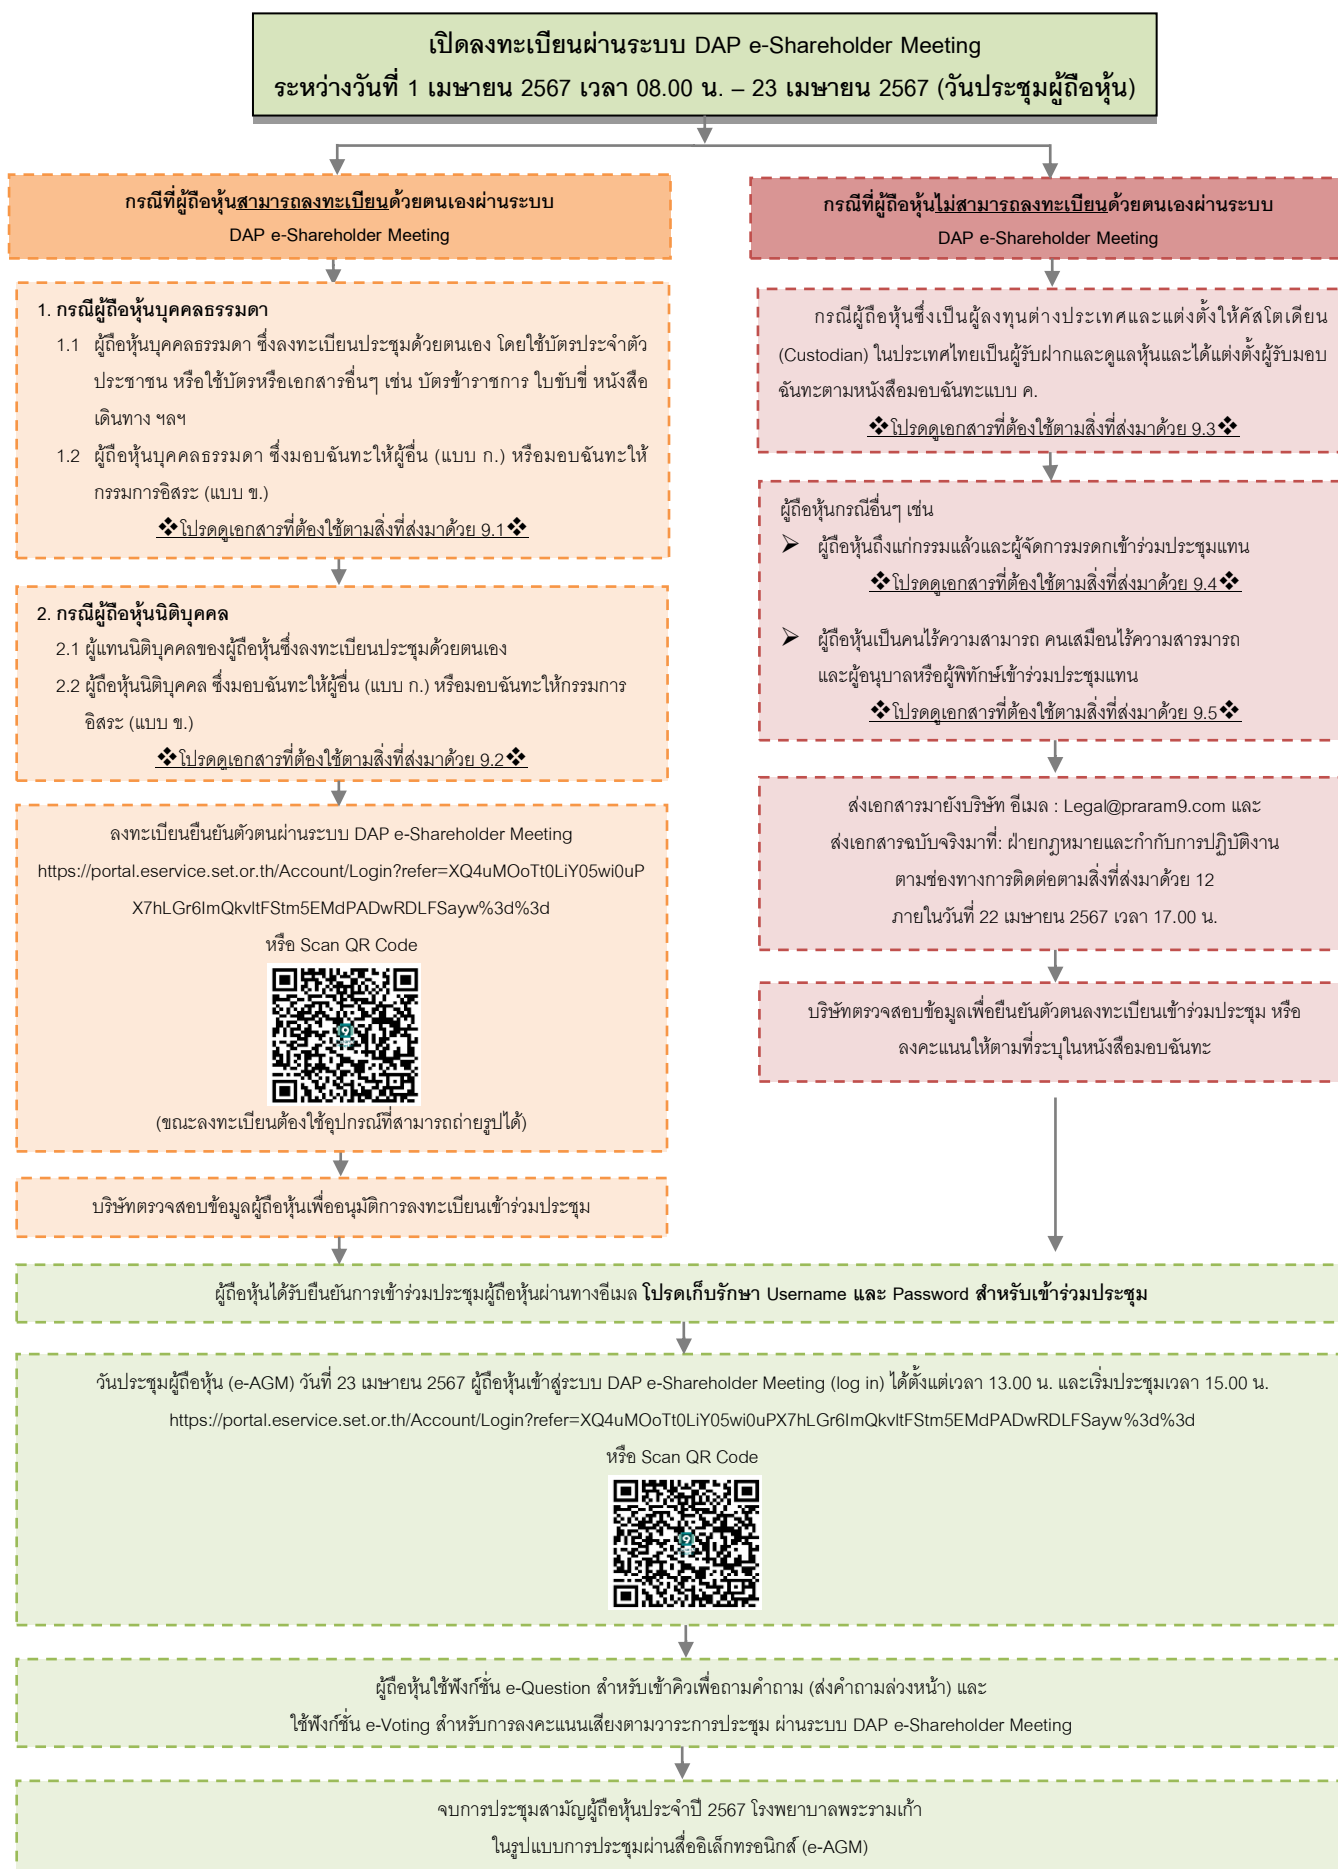 เปิดลงทะเบียนผ่านระบบ DAP e-Shareholder Meeting
ระหว่างวันที่ 1 เมษายน 2567 เวลา 08.00 น. – 23 เมษายน 2567 (วันประชุมผู้ถือหุ้น)
กรณีที่ผู้ถือหุ้นสามารถลงทะเบียนด้วยตนเองผ่านระบบ
DAP e-Shareholder Meeting
1. กรณีผู้ถือหุ้นบุคคลธรรมดา
1.1 ผู้ถือหุ้นบุคคลธรรมดา ซึ่งลงทะเบียนประชุมด้วยตนเอง โดยใช้บัตรประจำตัว
ประชาชน หรือใช้บัตรหรือเอกสารอื่นๆ เช่น บัตรข้าราชการ ใบขับขี่ หนังสือ
เดินทาง ฯลฯ
1.2 ผู้ถือหุ้นบุคคลธรรมดา ซึ่งมอบฉันทะให้ผู้อื่น (แบบ ก.) หรือมอบฉันทะให้
กรรมการอิสระ (แบบ ข.)
❖โปรดดูเอกสารที่ต้องใช้ตามสิ่งที่ส่งมาด้วย 9.1❖
2. กรณีผู้ถือหุ้นนิติบุคคล
2.1 ผู้แทนนิติบุคคลของผู้ถือหุ้นซึ่งลงทะเบียนประชุมด้วยตนเอง
2.2 ผู้ถือหุ้นนิติบุคคล ซึ่งมอบฉันทะให้ผู้อื่น (แบบ ก.) หรือมอบฉันทะให้กรรมการ
อิสระ (แบบ ข.)
❖โปรดดูเอกสารที่ต้องใช้ตามสิ่งที่ส่งมาด้วย 9.2❖
ลงทะเบียนยืนยันตัวตนผ่านระบบ DAP e-Shareholder Meeting
https://portal.eservice.set.or.th/Account/Login?refer=XQ4uMOoTt0LiY05wi0uP
X7hLGr6ImQkvltFStm5EMdPADwRDLFSayw%3d%3d
หรือ Scan QR Code
(ขณะลงทะเบียนต้องใช้อุปกรณ์ที่สามารถถ่ายรูปได้)
บริษัทตรวจสอบข้อมูลผู้ถือหุ้นเพื่ออนุมัติการลงทะเบียนเข้าร่วมประชุม
กรณีที่ผู้ถือหุ้นไม่สามารถลงทะเบียนด้วยตนเองผ่านระบบ
DAP e-Shareholder Meeting
กรณีผู้ถือหุ้นซึ่งเป็นผู้ลงทุนต่างประเทศและแต่งตั้งให้คัสโตเดียน
(Custodian) ในประเทศไทยเป็นผู้รับฝากและดูแลหุ้นและได้แต่งตั้งผู้รับมอบ
ฉันทะตามหนังสือมอบฉันทะแบบ ค.
❖โปรดดูเอกสารที่ต้องใช้ตามสิ่งที่ส่งมาด้วย 9.3❖
ผู้ถือหุ้นกรณีอื่นๆ เช่น
➢ ผู้ถือหุ้นถึงแก่กรรมแล้วและผู้จัดการมรดกเข้าร่วมประชุมแทน
❖โปรดดูเอกสารที่ต้องใช้ตามสิ่งที่ส่งมาด้วย 9.4❖
➢ ผู้ถือหุ้นเป็นคนไร้ความสามารถ คนเสมือนไร้ความสารมารถ
และผู้อนุบาลหรือผู้พิทักษ์เข้าร่วมประชุมแทน
❖โปรดดูเอกสารที่ต้องใช้ตามสิ่งที่ส่งมาด้วย 9.5❖
ส่งเอกสารมายังบริษัท อีเมล : Legal@praram9.com และ
ส่งเอกสารฉบับจริงมาที่: ฝ่ายกฎหมายและกำกับการปฏิบัติงาน
ตามช่องทางการติดต่อตามสิ่งที่ส่งมาด้วย 12
ภายในวันที่ 22 เมษายน 2567 เวลา 17.00 น.
บริษัทตรวจสอบข้อมูลเพื่อยืนยันตัวตนลงทะเบียนเข้าร่วมประชุม หรือ
ลงคะแนนให้ตามที่ระบุในหนังสือมอบฉันทะ
ผู้ถือหุ้นได้รับยืนยันการเข้าร่วมประชุมผู้ถือหุ้นผ่านทางอีเมล โปรดเก็บรักษา Username และ Password สำหรับเข้าร่วมประชุม
วันประชุมผู้ถือหุ้น (e-AGM) วันที่ 23 เมษายน 2567 ผู้ถือหุ้นเข้าสู่ระบบ DAP e-Shareholder Meeting (log in) ได้ตั้งแต่เวลา 13.00 น. และเริ่มประชุมเวลา 15.00 น.
https://portal.eservice.set.or.th/Account/Login?refer=XQ4uMOoTt0LiY05wi0uPX7hLGr6ImQkvltFStm5EMdPADwRDLFSayw%3d%3d
หรือ Scan QR Code
ผู้ถือหุ้นใช้ฟังก์ชั่น e-Question สำหรับเข้าคิวเพื่อถามคำถาม (ส่งคำถามล่วงหน้า) และ
ใช้ฟังก์ชั่น e-Voting สำหรับการลงคะแนนเสียงตามวาระการประชุม ผ่านระบบ DAP e-Shareholder Meeting
จบการประชุมสามัญผู้ถือหุ้นประจำปี 2567 โรงพยาบาลพระรามเก้า
ในรูปแบบการประชุมผ่านสื่ออิเล็กทรอนิกส์ (e-AGM)